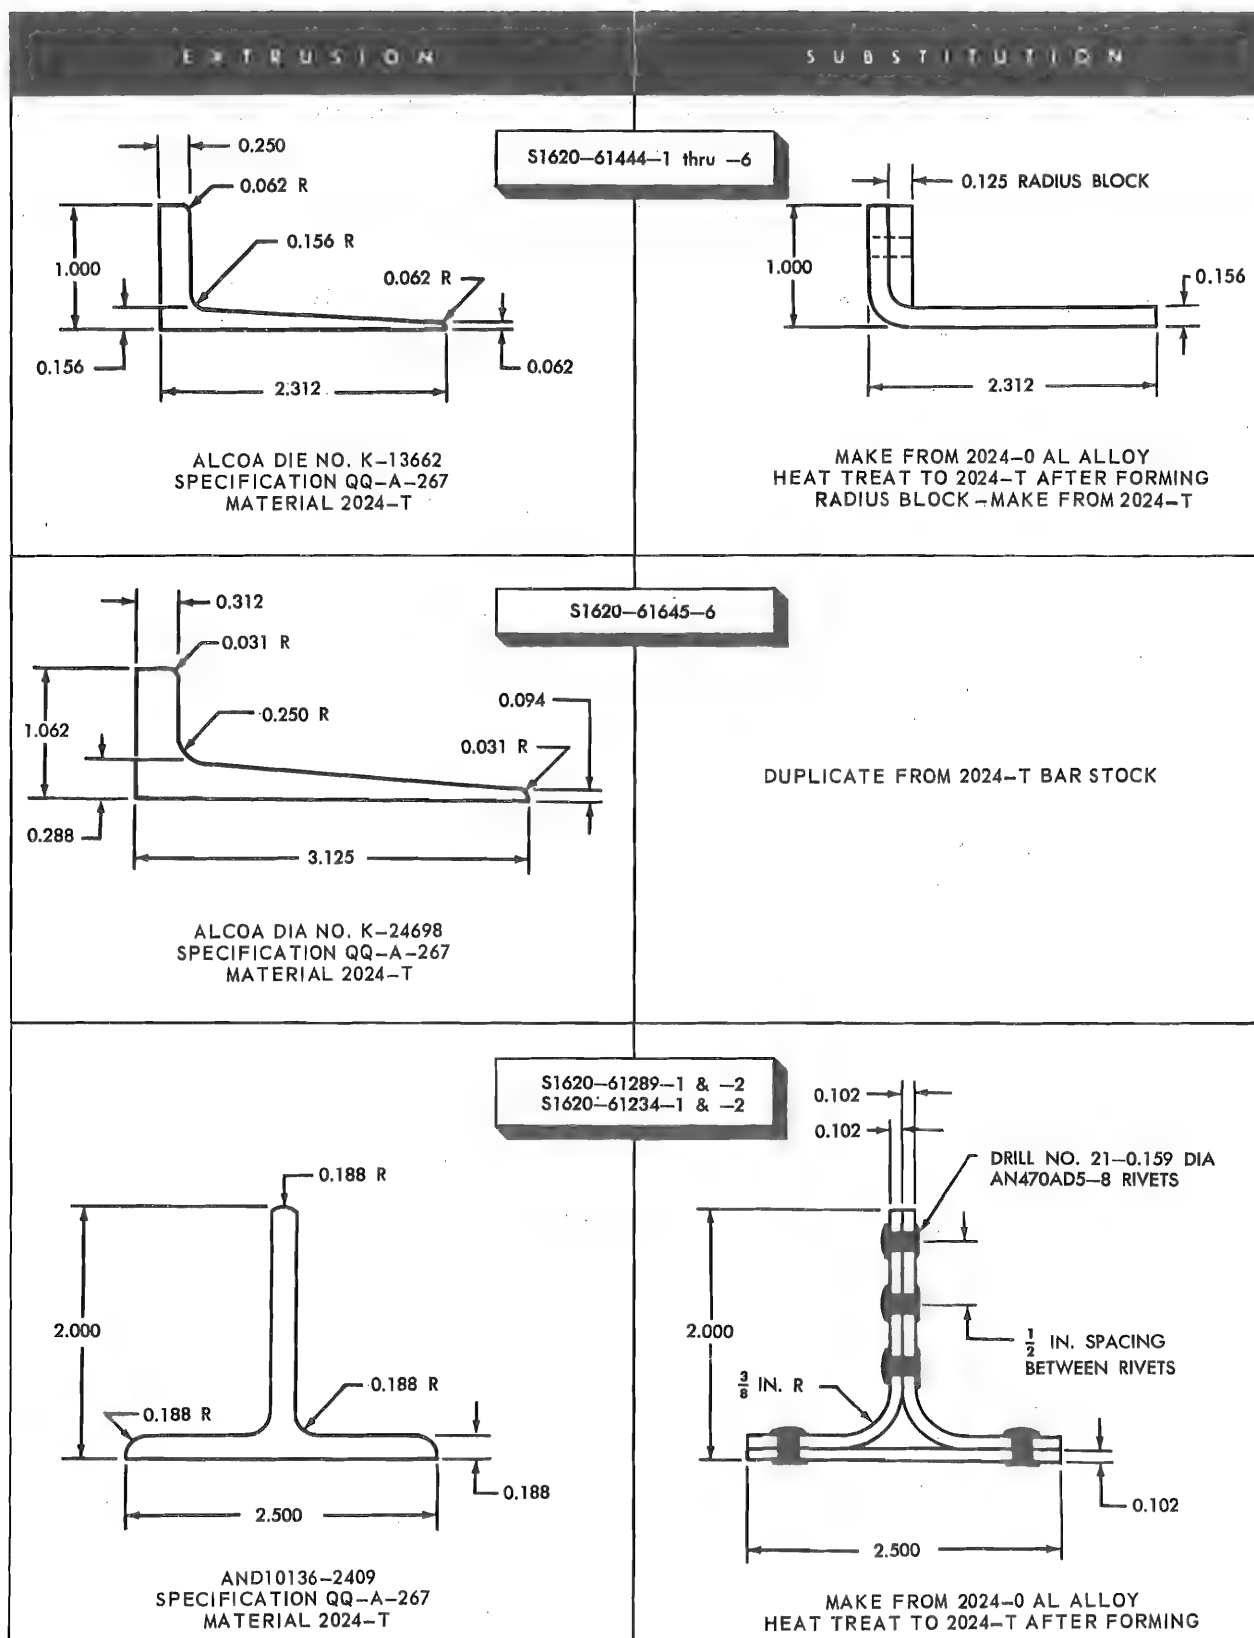 EXTRUSION
SUBSTITUTION
S1620-61444-1 thru -6
0.250
0.062 R
0.156 R
1.000
0.062 R
0.156
0.062
2.312
ALCOA DIE NO. K-13662
SPECIFICATION QQ-A-267
MATERIAL 2024-T
0.125 RADIUS BLOCK
1.000
0.156
2.312
MAKE FROM 2024-0 AL ALLOY
HEAT TREAT TO 2024-T AFTER FORMING
RADIUS BLOCK - MAKE FROM 2024-T
S1620-61645-6
0.312
0.031 R
0.250 R
0.094
1.062
0.031 R
0.288
3.125
ALCOA DIA NO. K-24698
SPECIFICATION QQ-A-267
MATERIAL 2024-T
DUPLICATE FROM 2024-T BAR STOCK
S1620-61289-1 & -2
S1620-61234-1 & -2
0.188 R
2.000
0.188 R
0.188 R
0.188
2.500
AND10136-2409
SPECIFICATION QQ-A-267
MATERIAL 2024-T
0.102
0.102
DRILL NO. 21-0.159 DIA
AN470AD5-8 RIVETS
2.000
1/2 IN. SPACING
BETWEEN RIVETS
3/8 IN. R
0.102
2.500
MAKE FROM 2024-0 AL ALLOY
HEAT TREAT TO 2024-T AFTER FORMING